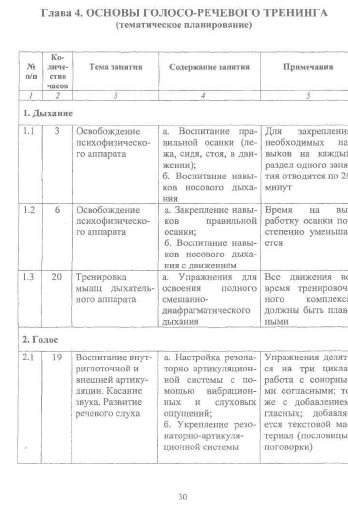 Глава 4. ОСНОВЫ ГОЛОСО-РЕЧЕВОГО ТРЕНИНГА
(тематическое планирование)
№ п/п
Ко-
личе-
ство
часов
Тема занятия
Содержание занятия
Примечания
1 2 3 4 5
1. Дыхание
1.1
3
Освобождение
психофизическо-
го аппарата
а. Воспитание пра-
вильной осанки (ле-
жа, сидя, стоя, в дви-
жении);
б. Воспитание навы-
ков носового дыха-
ния
Для закреплени
необходимых на
выков на каждый
раздел одного заня
тия отводится по 20
минут
1.2
6
Освобождение
психофизическо-
го аппарата
а. Закрепление навы-
ков правильной
осанки;
б. Воспитание навы-
ков носового дыха-
ния с движением
Время на вы
работку осанки по
степенно уменьша
ется
1.3
20
Тренировка
мышц дыхатель-
ного аппарата
а. Упражнения для
освоения полного
смешанно-
диафрагматического
дыхания
Все движения во
время тренировоч
ного комплекса
должны быть плав
ными
2. Голос
2.1
19
Воспитание внут-
риглоточной и
внешней артику-
ляции. Касание
звука. Развитие
речевого слуха
а. Настройка резона-
торно артикуляцион-
ной системы с по-
мощью вибрацион-
ных и слуховых
ощущений;
б. Укрепление резо-
наторно-артикуля-
ционной системы
Упражнения делят
ся на три цикла
работа с сонорны
ми согласными; то
же с добавлением
гласных; добавля-
ется текстовой ма-
териал (пословицы
поговорки)
30